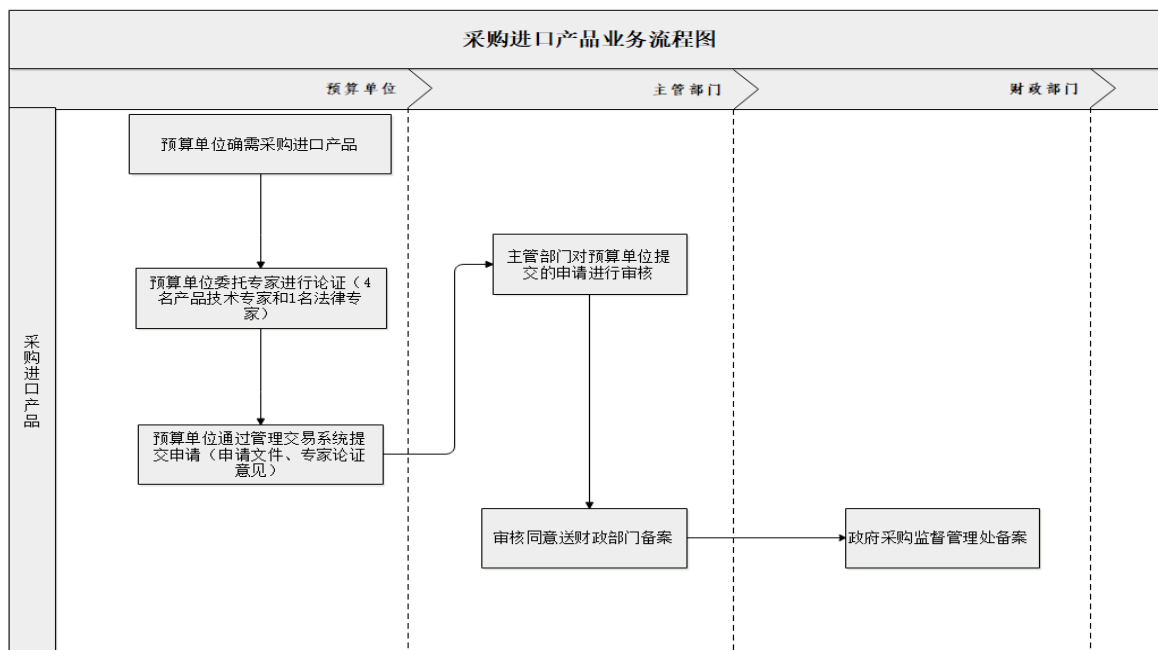 采购进口产品业务流程图
预算单位
主管部门
财政部门
采购进口产品
预算单位确需采购进口产品
预算单位委托专家进行论证（4
名产品技术专家和1名法律专
家）
预算单位通过管理交易系统提
交申请（申请文件、专家论证
意见）
主管部门对预算单位提
交的申请进行审核
审核同意送财政部门备案
政府采购监督管理处备案